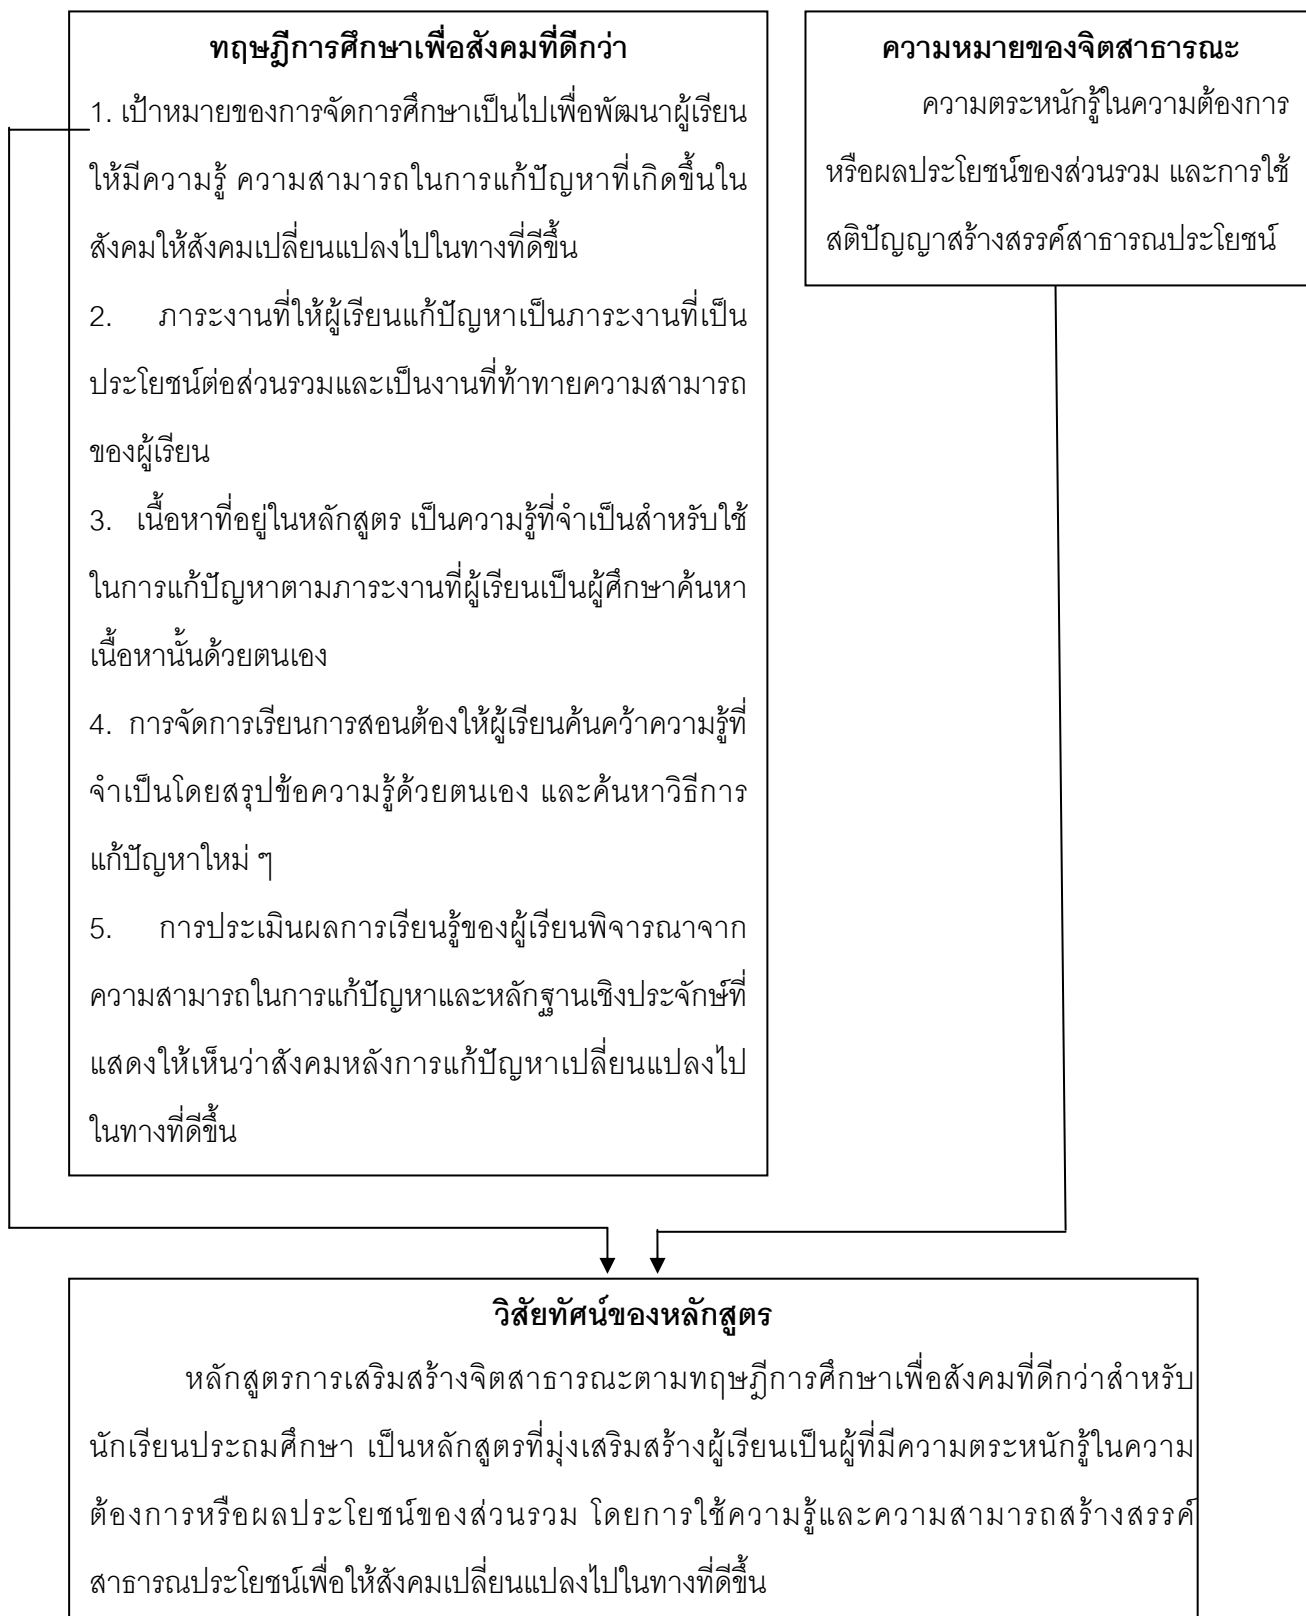 ทฤษฎีการศึกษาเพื่อสังคมที่ดีกว่า
1. เป้าหมายของการจัดการศึกษาเป็นไปเพื่อพัฒนาผู้เรียน
ให้มีความรู้ ความสามารถในการแก้ปัญหาที่เกิดขึ้นใน
สังคมให้สังคมเปลี่ยนแปลงไปในทางที่ดีขึ้น
2. ภาระงานที่ให้ผู้เรียนแก้ปัญหาเป็นภาระงานที่เป็น
ประโยชน์ต่อส่วนรวมและเป็นงานที่ท้าทายความสามารถ
ของผู้เรียน
3. เนื้อหาที่อยู่ในหลักสูตร เป็นความรู้ที่จำเป็นสำหรับใช้
ในการแก้ปัญหาตามภาระงานที่ผู้เรียนเป็นผู้ศึกษาค้นหา
เนื้อหานั้นด้วยตนเอง
4. การจัดการเรียนการสอนต้องให้ผู้เรียนค้นคว้าความรู้ที่
จำเป็นโดยสรุปข้อความรู้ด้วยตนเอง และค้นหาวิธีการ
แก้ปัญหาใหม่ ๆ
5. การประเมินผลการเรียนรู้ของผู้เรียนพิจารณาจาก
ความสามารถในการแก้ปัญหาและหลักฐานเชิงประจักษ์ที่
แสดงให้เห็นว่าสังคมหลังการแก้ปัญหาเปลี่ยนแปลงไป
ในทางที่ดีขึ้น
ความหมายของจิตสาธารณะ
ความตระหนักรู้ในความต้องการ
หรือผลประโยชน์ของส่วนรวม และการใช้
สติปัญญาสร้างสรรค์สาธารณประโยชน์
วิสัยทัศน์ของหลักสูตร
หลักสูตรการเสริมสร้างจิตสาธารณะตามทฤษฎีการศึกษาเพื่อสังคมที่ดีกว่าสำหรับ
นักเรียนประถมศึกษา เป็นหลักสูตรที่มุ่งเสริมสร้างผู้เรียนเป็นผู้ที่มีความตระหนักรู้ในความ
ต้องการหรือผลประโยชน์ของส่วนรวม โดยการใช้ความรู้และความสามารถสร้างสรรค์
สาธารณประโยชน์เพื่อให้สังคมเปลี่ยนแปลงไปในทางที่ดีขึ้น